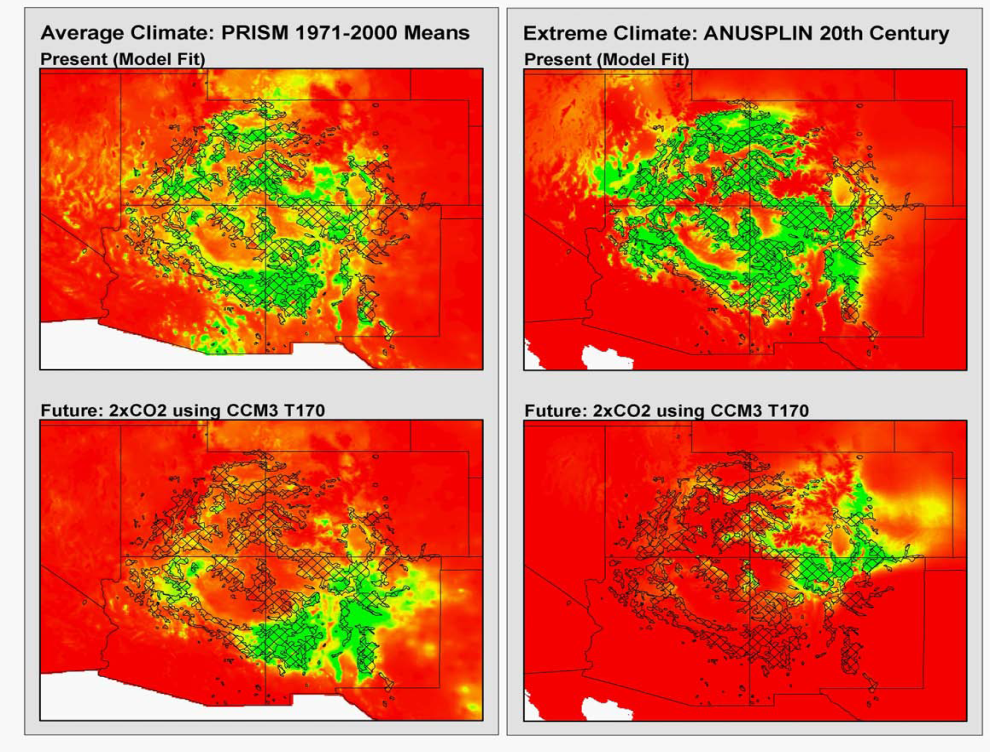 Average Climate: PRISM 1971-2000 Means
Present (Model Fit)
Future: 2xCO2 using CCM3 T170
Extreme Climate: ANUSPLIN 20th Century
Present (Model Fit)
Future: 2xCO2 using CCM3 T170